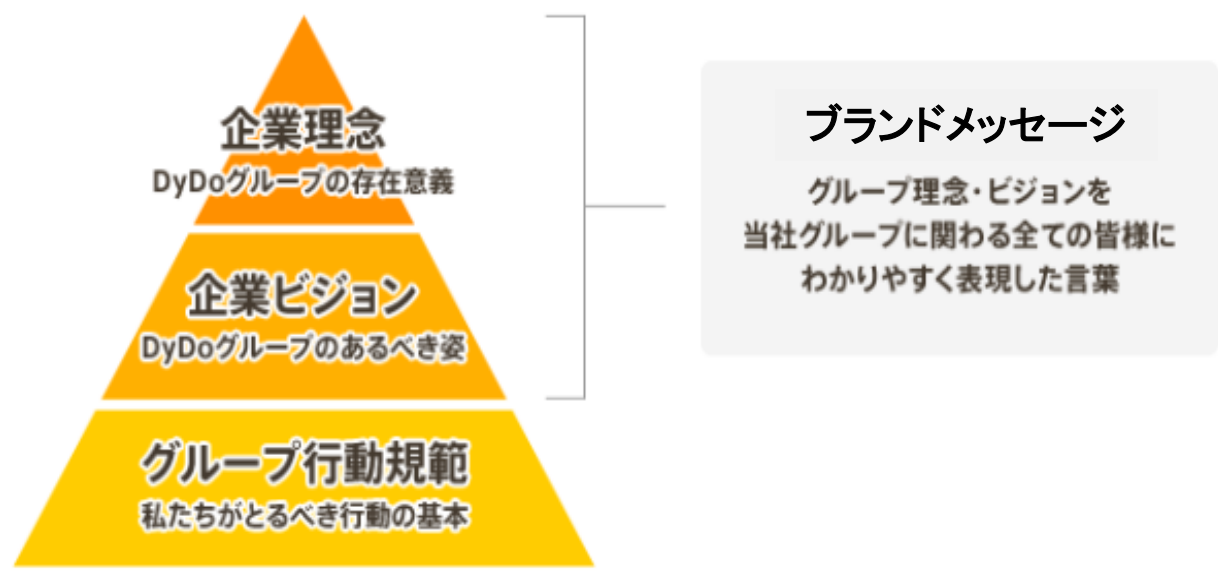 企業理念
DyDoグループの存在意義
企業ビジョン
DyDoグループのあるべき姿
グループ行動規範
私たちがとるべき行動の基本
ブランドメッセージ
グループ理念・ビジョンを
当社グループに関わる全ての皆様に
わかりやすく表現した言葉